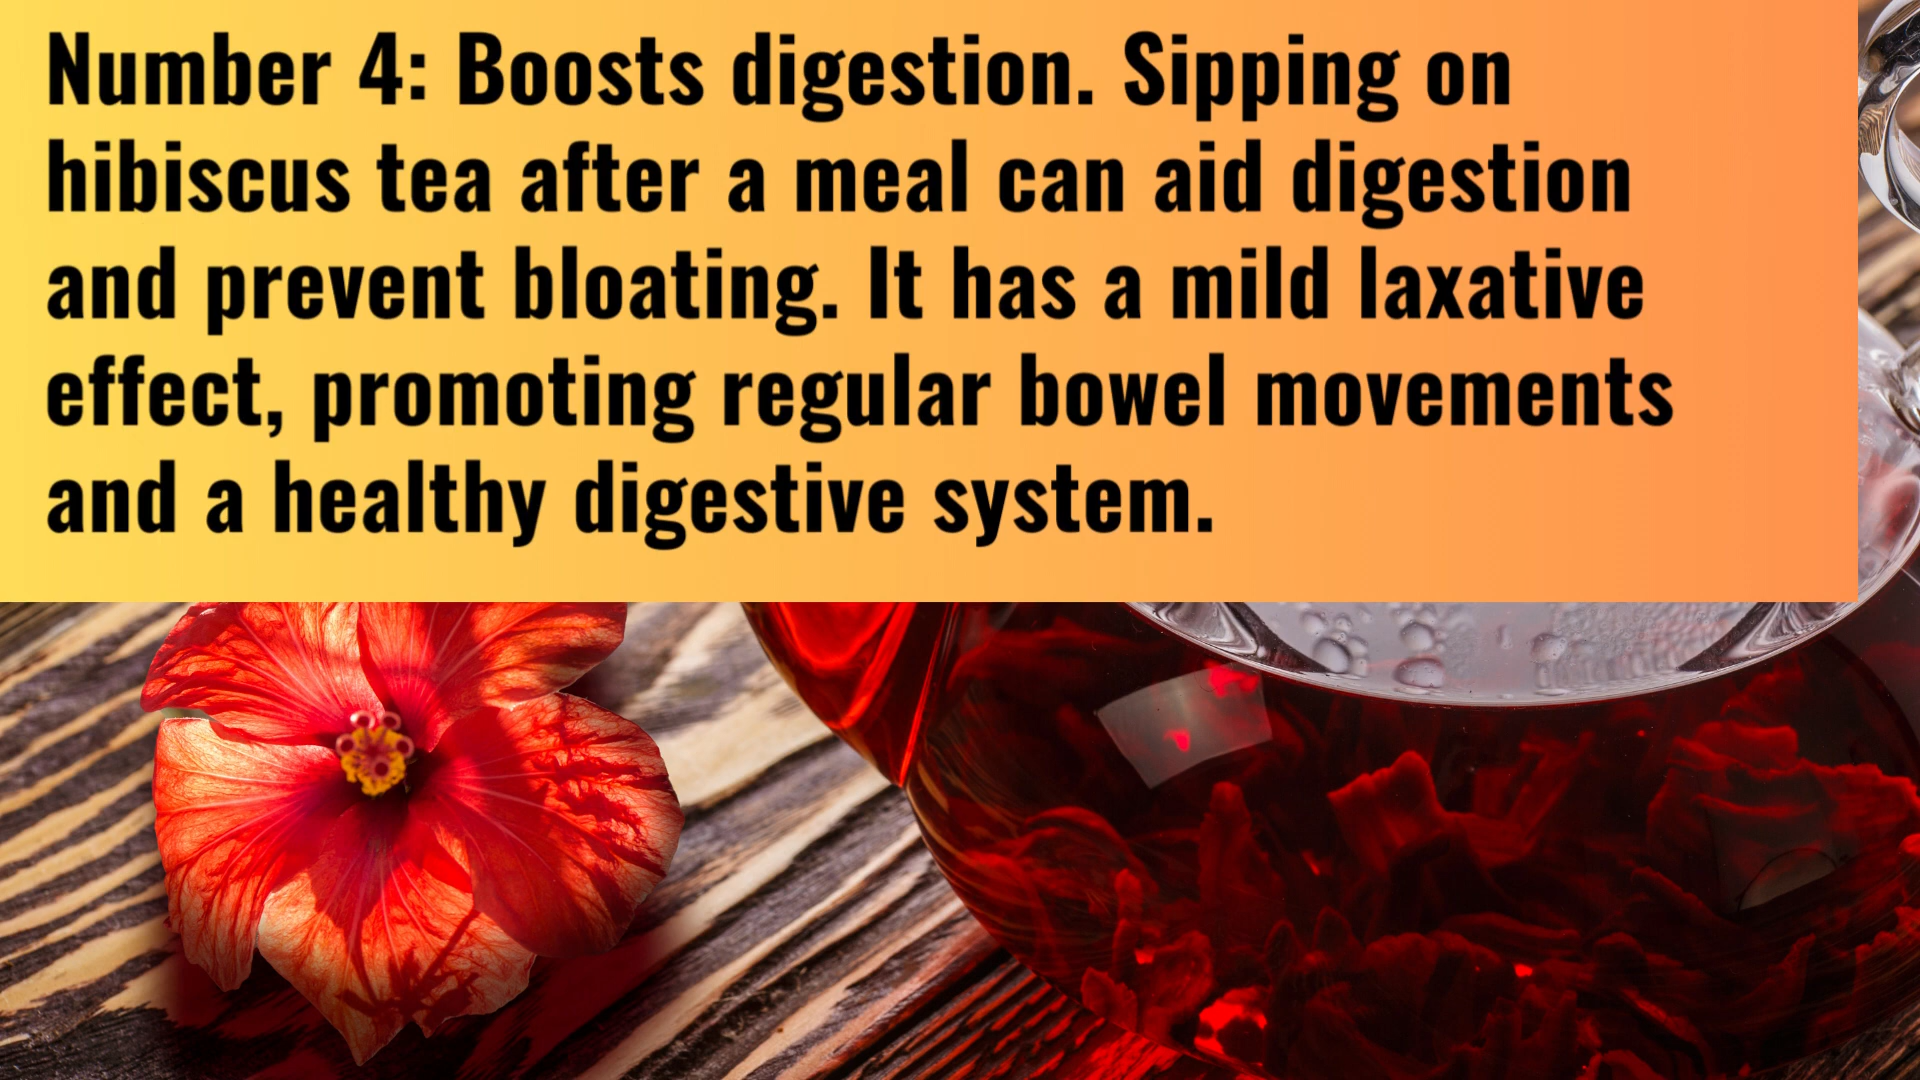 Number 4: Boosts digestion. Sipping on
hibiscus tea after a meal can aid digestion
and prevent bloating. It has a mild laxative
effect, promoting regular bowel movements
and a healthy digestive system.